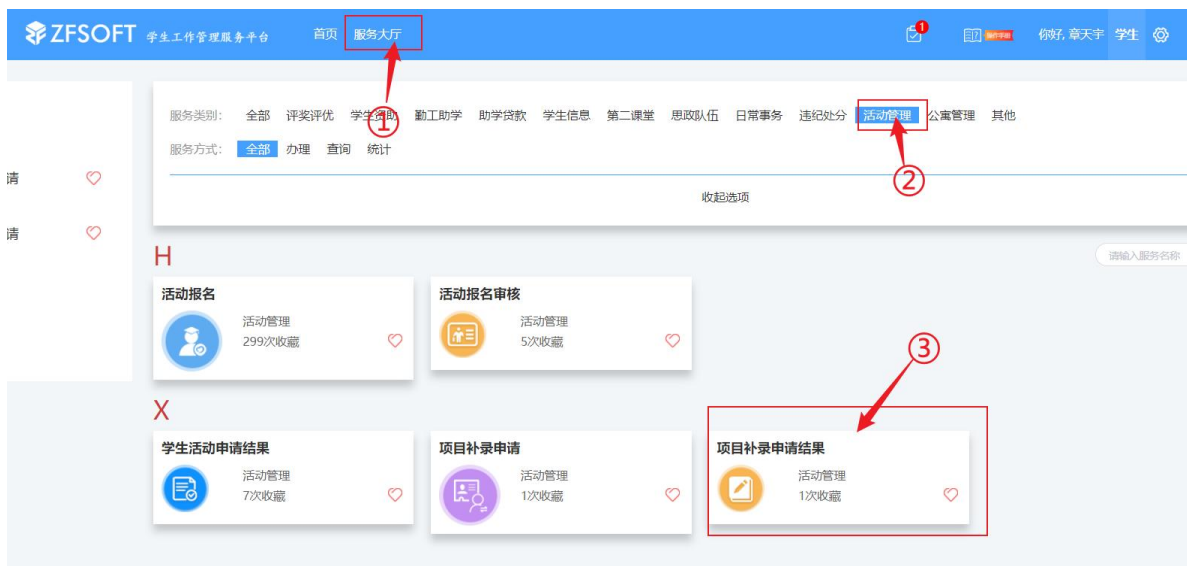 ZFSOFT 学生工作管理服务平台 首页 服务大厅 1 操作手册 你好, 章天宇 学生
服务类别: 全部 评奖评优 学生资助 勤工助学 助学贷款 学生信息 第二课堂 思政队伍 日常事务 违纪处分 活动管理 公寓管理 其他
①
服务方式: 全部 办理 查询 统计
请
②
收起选项
请
H
请输入服务名称
活动报名 活动报名审核
活动管理 活动管理
299次收藏 5次收藏
③
X
学生活动申请结果 项目补录申请 项目补录申请结果
活动管理 活动管理 活动管理
7次收藏 1次收藏 1次收藏